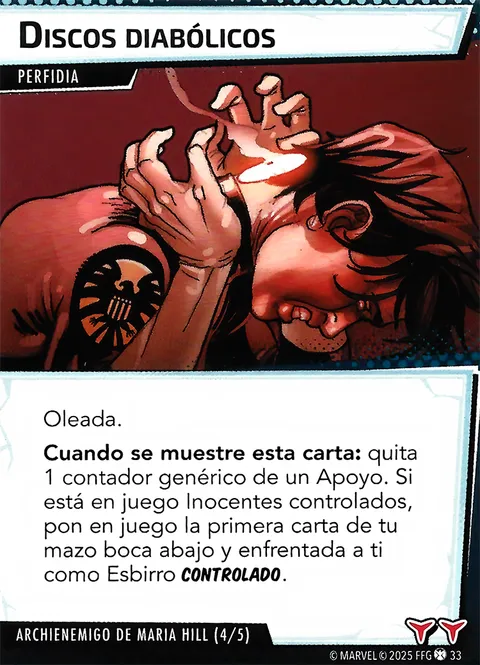 DISCOS DIABÓLICOS
PERFIDIA
Oleada.
Cuando se muestre esta carta: quita
1 contador genérico de un Apoyo. Si
está en juego Inocentes controlados,
pon en juego la primera carta de tu
mazo boca abajo y enfrentada a ti
como Esbirro CONTROLADO.
ARCHIENEMIGO DE MARIA HILL (4/5)
© MARVEL © 2025 FFG 33